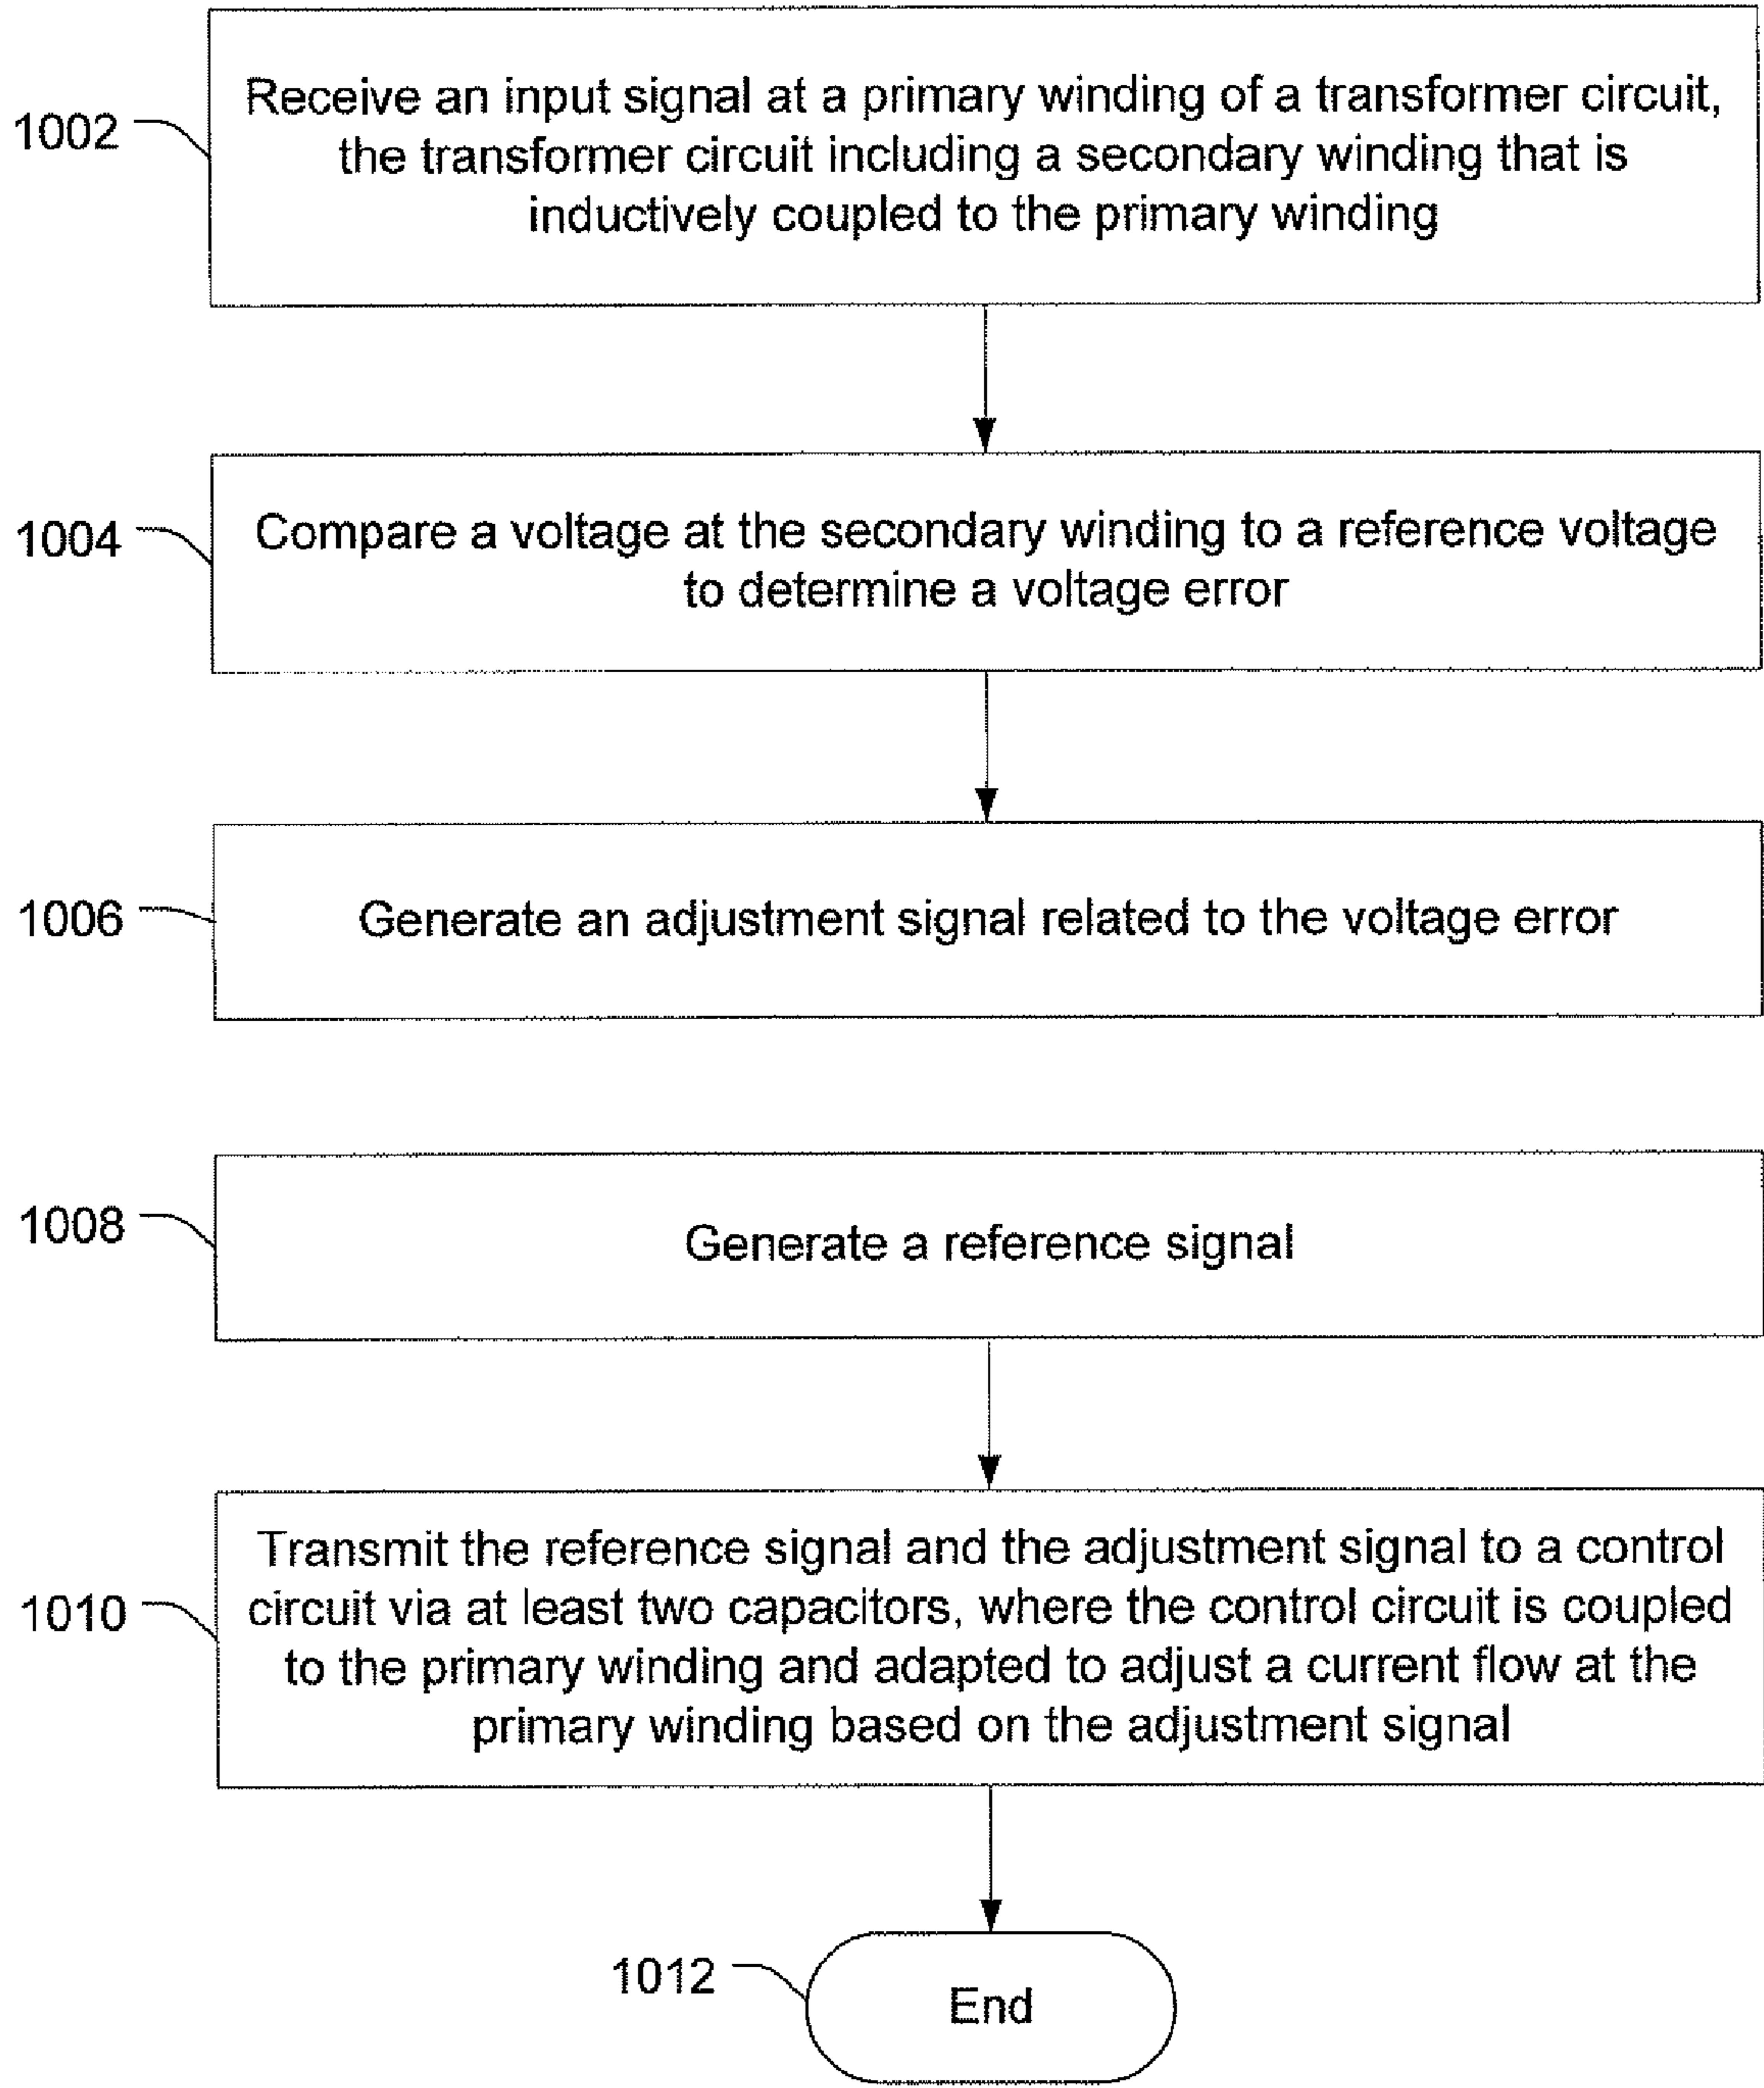 1002
Receive an input signal at a primary winding of a transformer circuit,
the transformer circuit including a secondary winding that is
inductively coupled to the primary winding
1004
Compare a voltage at the secondary winding to a reference voltage
to determine a voltage error
1006
Generate an adjustment signal related to the voltage error
1008
Generate a reference signal
1010
Transmit the reference signal and the adjustment signal to a control
circuit via at least two capacitors, where the control circuit is coupled
to the primary winding and adapted to adjust a current flow at the
primary winding based on the adjustment signal
1012
End